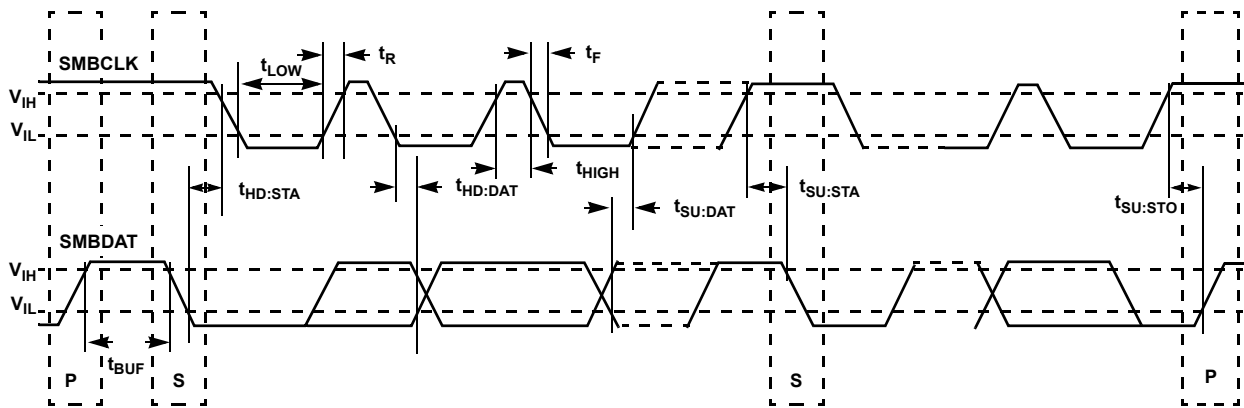 SMBCLK
tLOW
tR
tF
VIH
VIL
tHD:STA
tHD:DAT
tHIGH
tSU:DAT
tSU:STA
tSU:STO
SMBDAT
VIH
VIL
tBUF
P
S
S
P